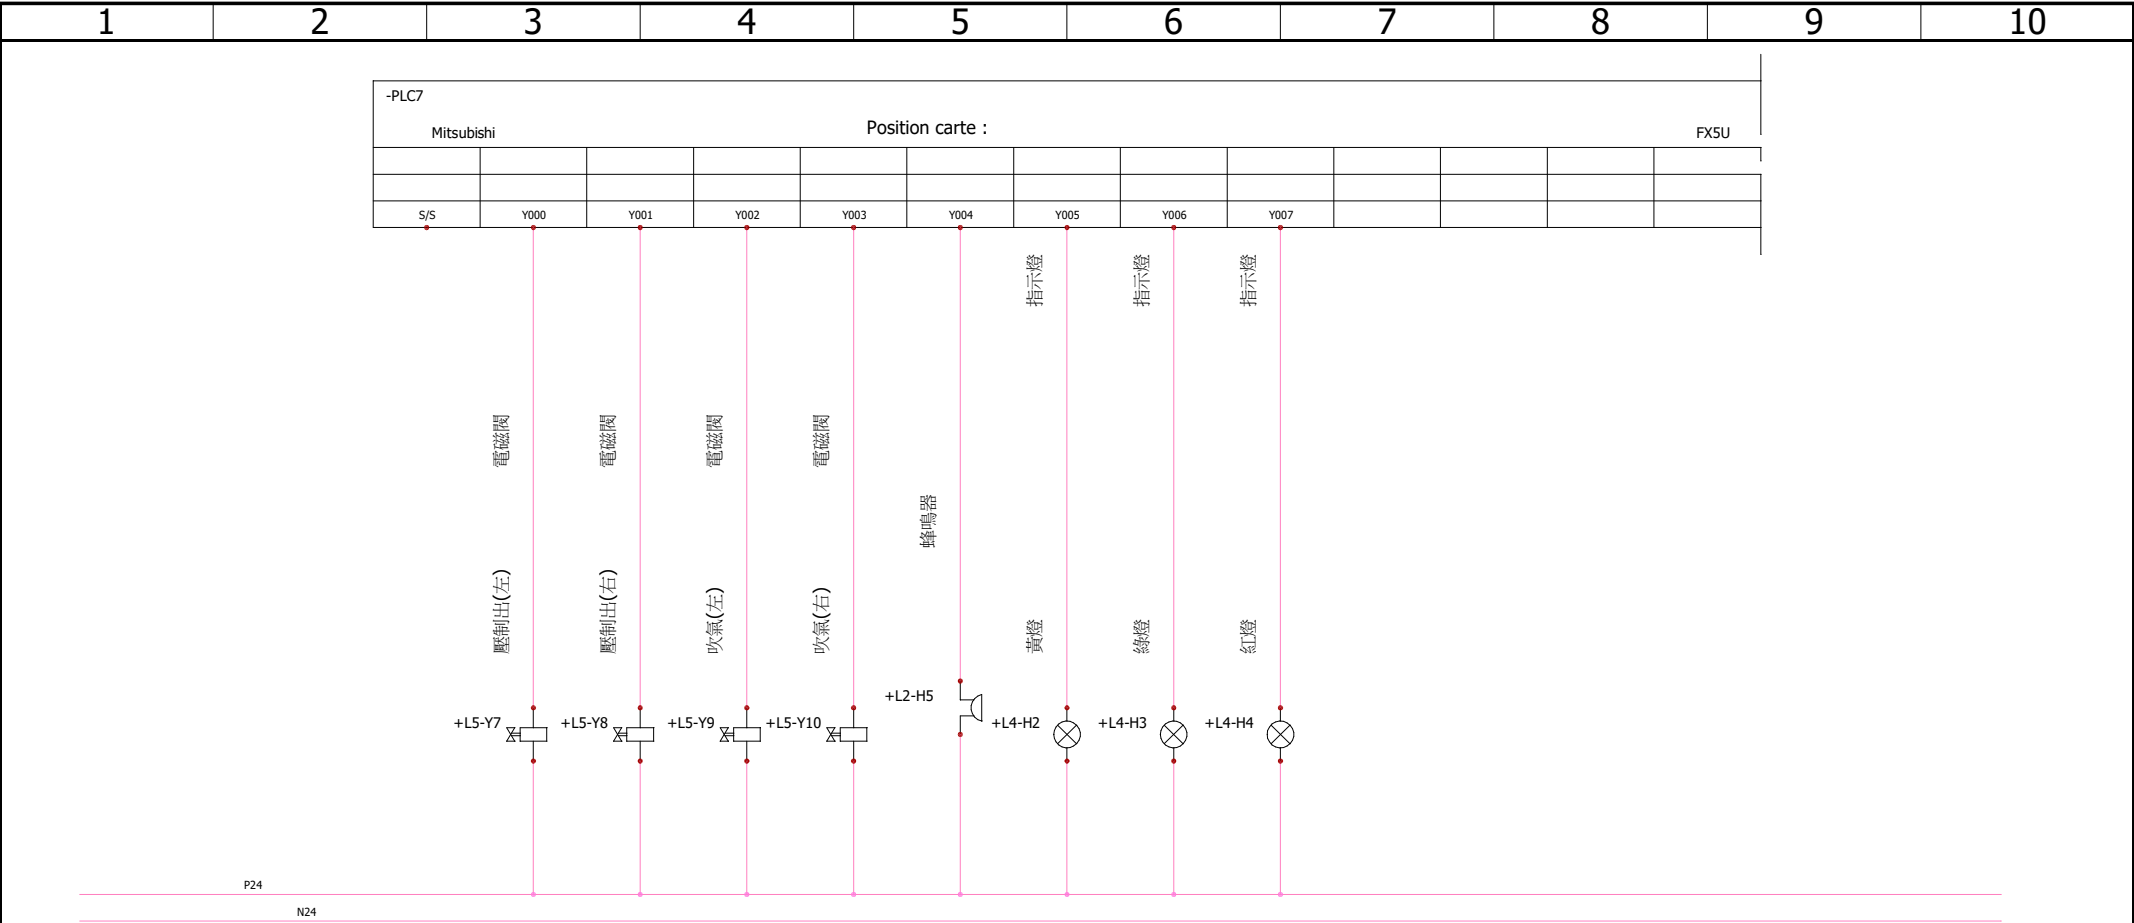 1 2 3 4 5 6 7 8 9 10
-PLC7
Mitsubishi Position carte : FX5U
S/S Y000 Y001 Y002 Y003 Y004 Y005 Y006 Y007
指示燈 指示燈 指示燈
電磁閥 電磁閥 電磁閥 電磁閥
蜂鳴器
壓制出(左) 壓制出(右) 吹氣(左) 吹氣(右) 黃燈 綠燈 紅燈
+L2-H5
+L5-Y7 +L5-Y8 +L5-Y9 +L5-Y10 +L4-H2 +L4-H3 +L4-H4
P24
N24